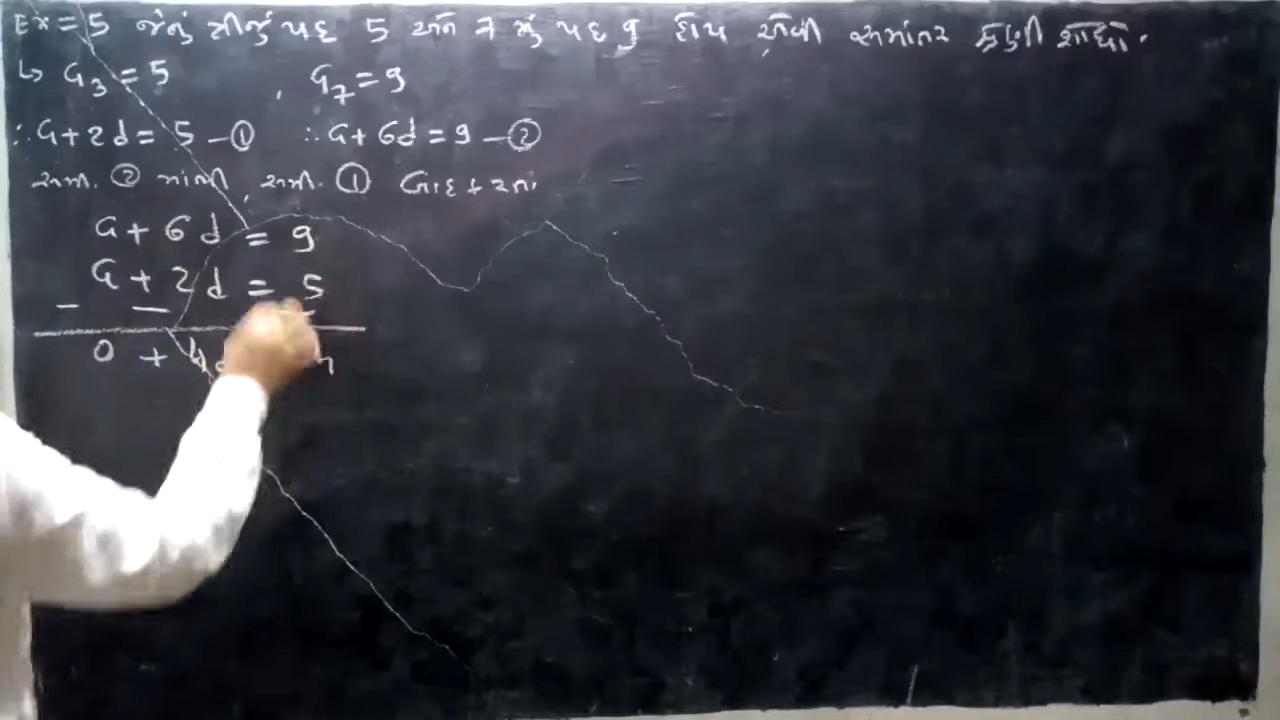 Ex = 5 જેનું ત્રીજું પદ 5 અને 7 મું પદ 9 હોય એવી સમાંતર શ્રેણી શોધો.
↳ a₃ = 5 , a₇ = 9
∴ a + 2d = 5 – ① ∴ a + 6d = 9 – ②
સમી. ② માંથી, સમી. ① બાદ કરતાં
a + 6d = 9
a + 2d = 5
– – –
0 + 4